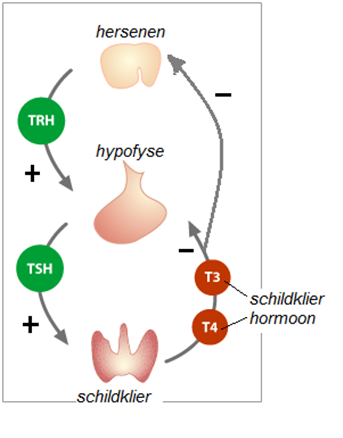 hersenen
TRH
+
hypofyse
−
TSH
+
−
T3
T4
schildklier
hormoon
schildklier